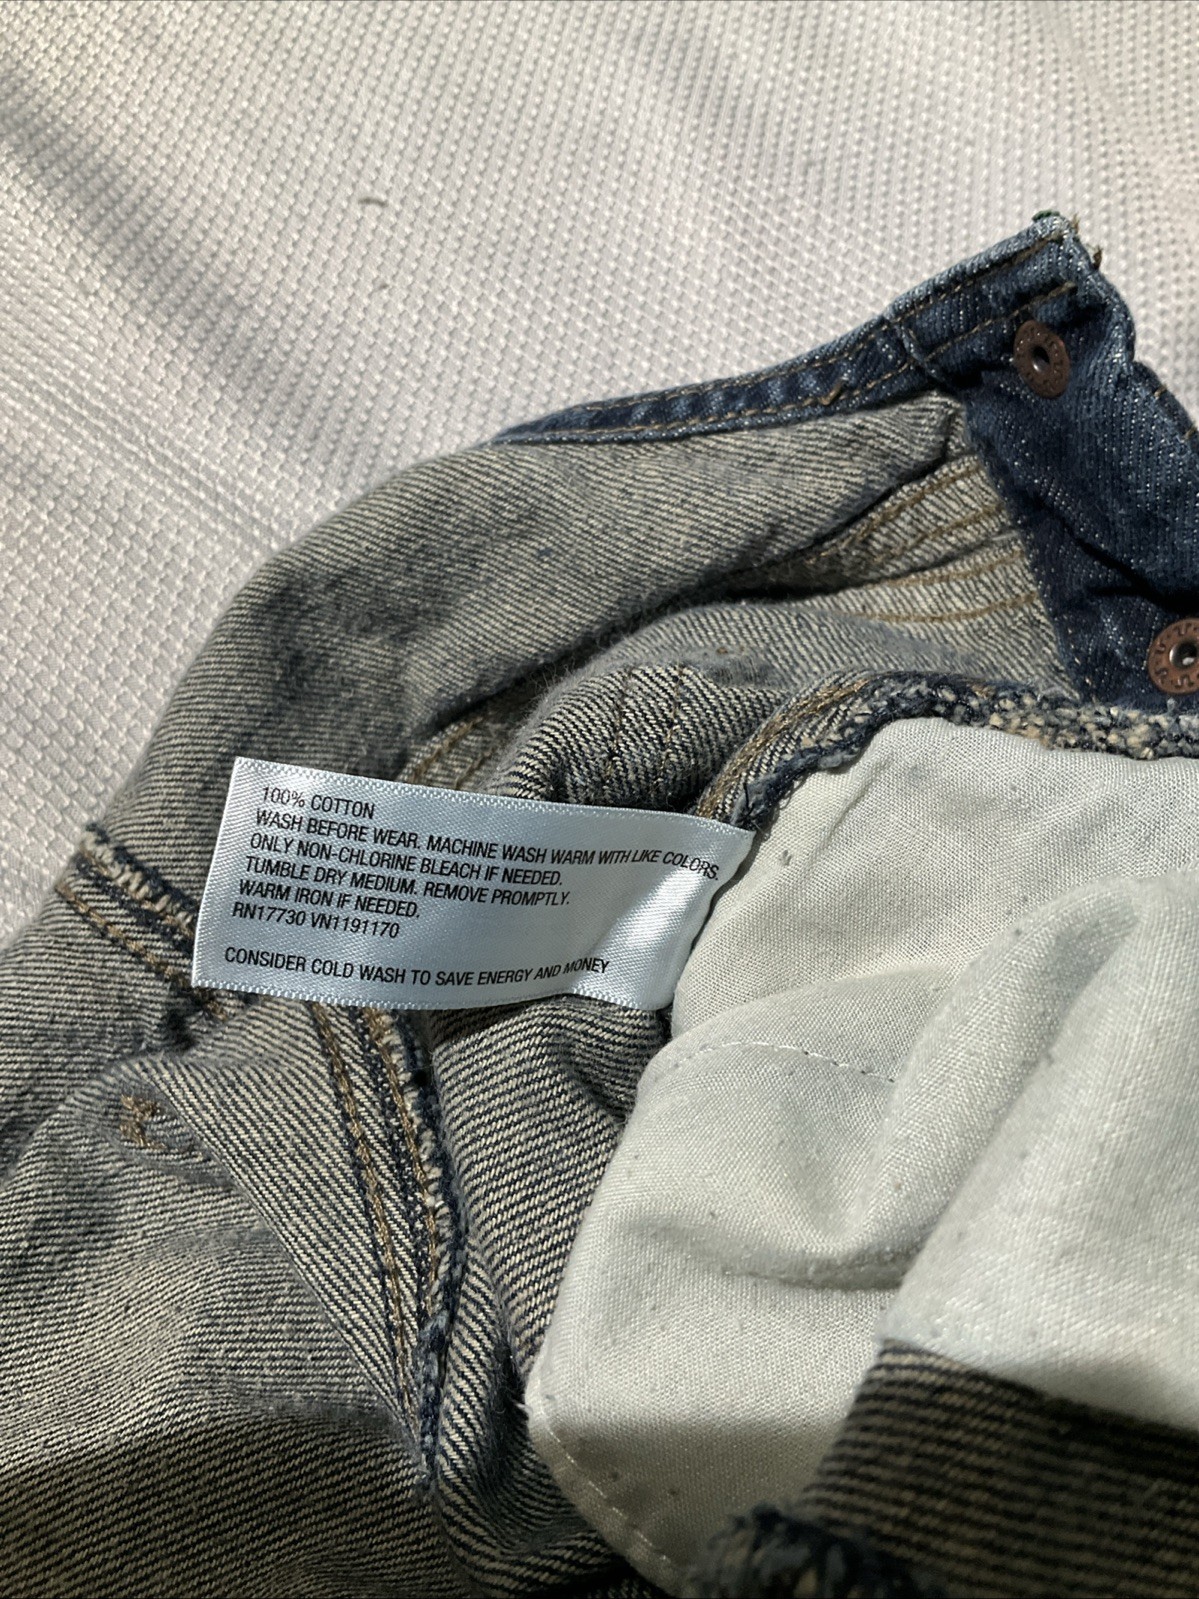 100% COTTON
WASH BEFORE WEAR. MACHINE WASH WARM WITH LIKE COLORS.
ONLY NON-CHLORINE BLEACH IF NEEDED.
TUMBLE DRY MEDIUM. REMOVE PROMPTLY.
WARM IRON IF NEEDED.
RN17730 VN1191170
CONSIDER COLD WASH TO SAVE ENERGY AND MONEY